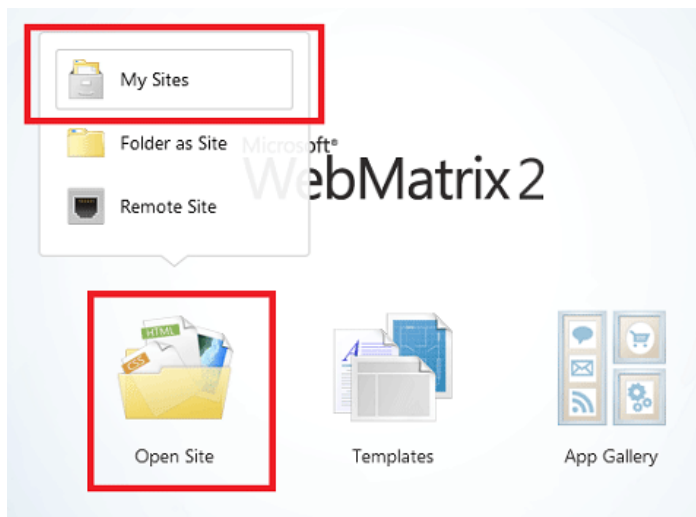 My Sites
Folder as Site
Microsoft®
WebMatrix 2
Remote Site
HTML
CSS
A
Open Site
Templates
App Gallery